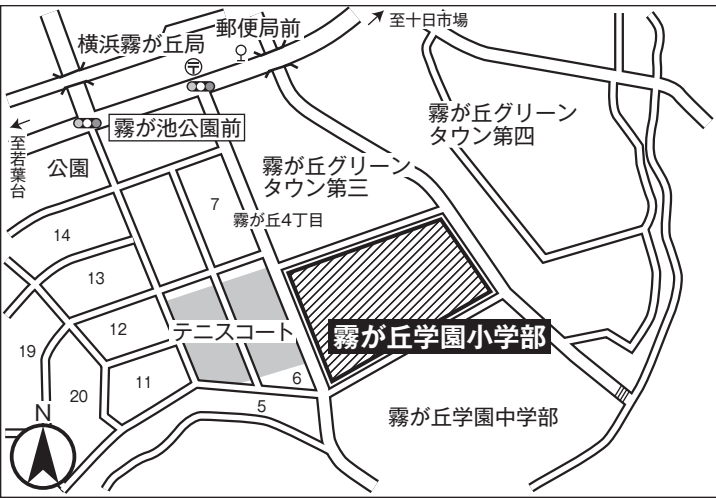 至十日市場
郵便局前
横浜霧が丘局
霧が池公園前
至若葉台
公園
霧が丘グリーン
タウン第四
霧が丘グリーン
タウン第三
7
霧が丘4丁目
14
13
12
テニスコート
霧が丘学園小学部
19
20
11
6
5
霧が丘学園中学部
N